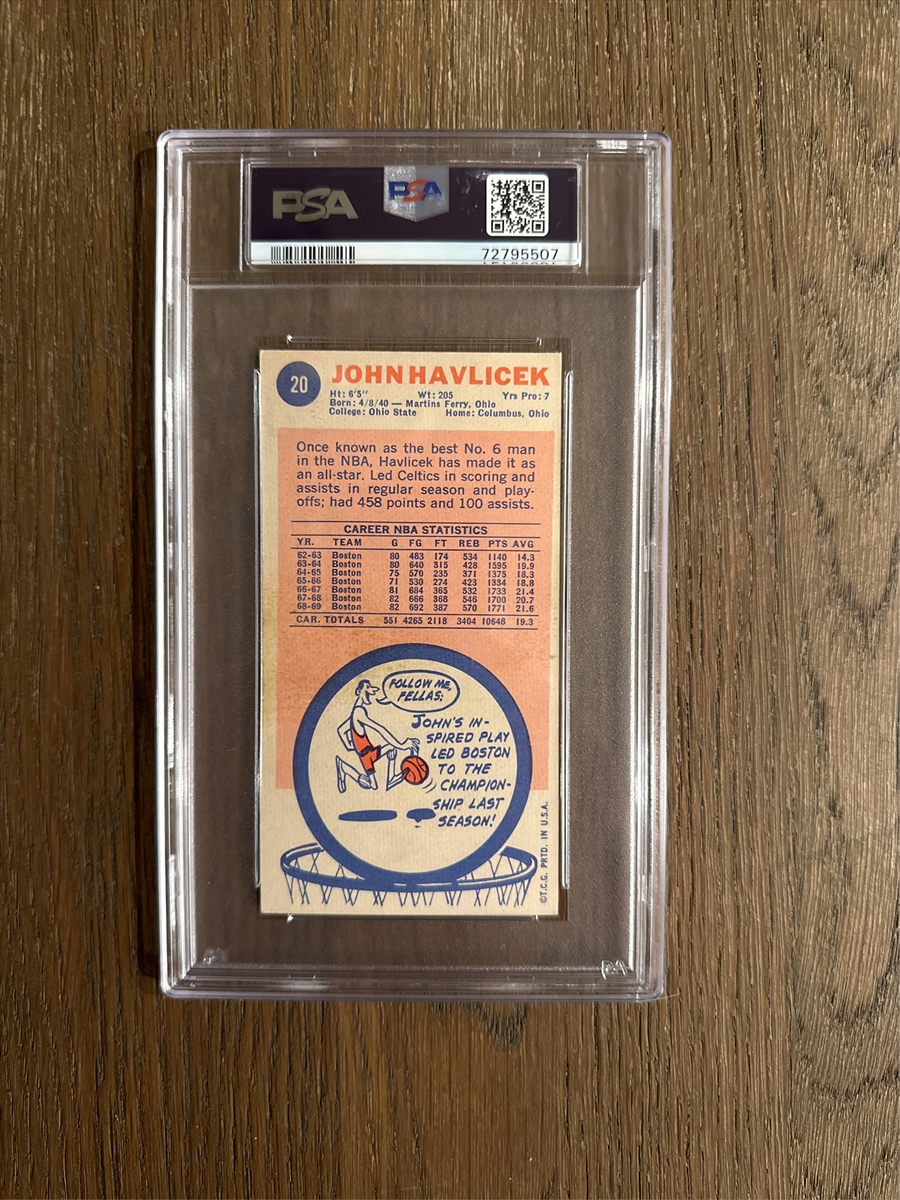 PSA
PSA
72795507
20
JOHN HAVLICEK
Ht: 6'5" Wt: 205 Yrs Pro: 7
Born: 4/8/40 — Martins Ferry, Ohio
College: Ohio State Home: Columbus, Ohio
Once known as the best No. 6 man
in the NBA, Havlicek has made it as
an all-star. Led Celtics in scoring and
assists in regular season and play-
offs; had 458 points and 100 assists.
CAREER NBA STATISTICS
YR. TEAM G FG FT REB PTS AVG
62-63 Boston 80 483 174 534 1140 14.3
63-64 Boston 80 640 315 428 1595 19.9
64-65 Boston 75 570 235 371 1375 18.3
65-66 Boston 71 530 274 423 1334 18.8
66-67 Boston 81 684 365 532 1733 21.4
67-68 Boston 82 666 368 546 1700 20.7
68-69 Boston 82 692 387 570 1771 21.6
CAR. TOTALS 551 4265 2118 3404 10648 19.3
FOLLOW ME,
FELLAS:
JOHN'S IN-
SPIRED PLAY
LED BOSTON
TO THE
CHAMPION-
SHIP LAST
SEASON!
©T.C.G. PRTD. IN U.S.A.